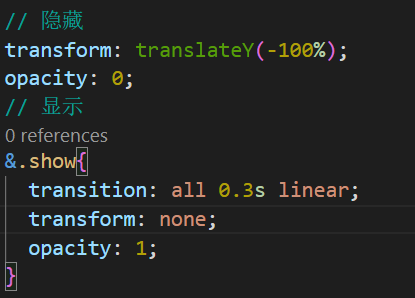 // 隐藏
transform: translateY(-100%);
opacity: 0;
// 显示
0 references
&.show{
transition: all 0.3s linear;
transform: none;
opacity: 1;
}